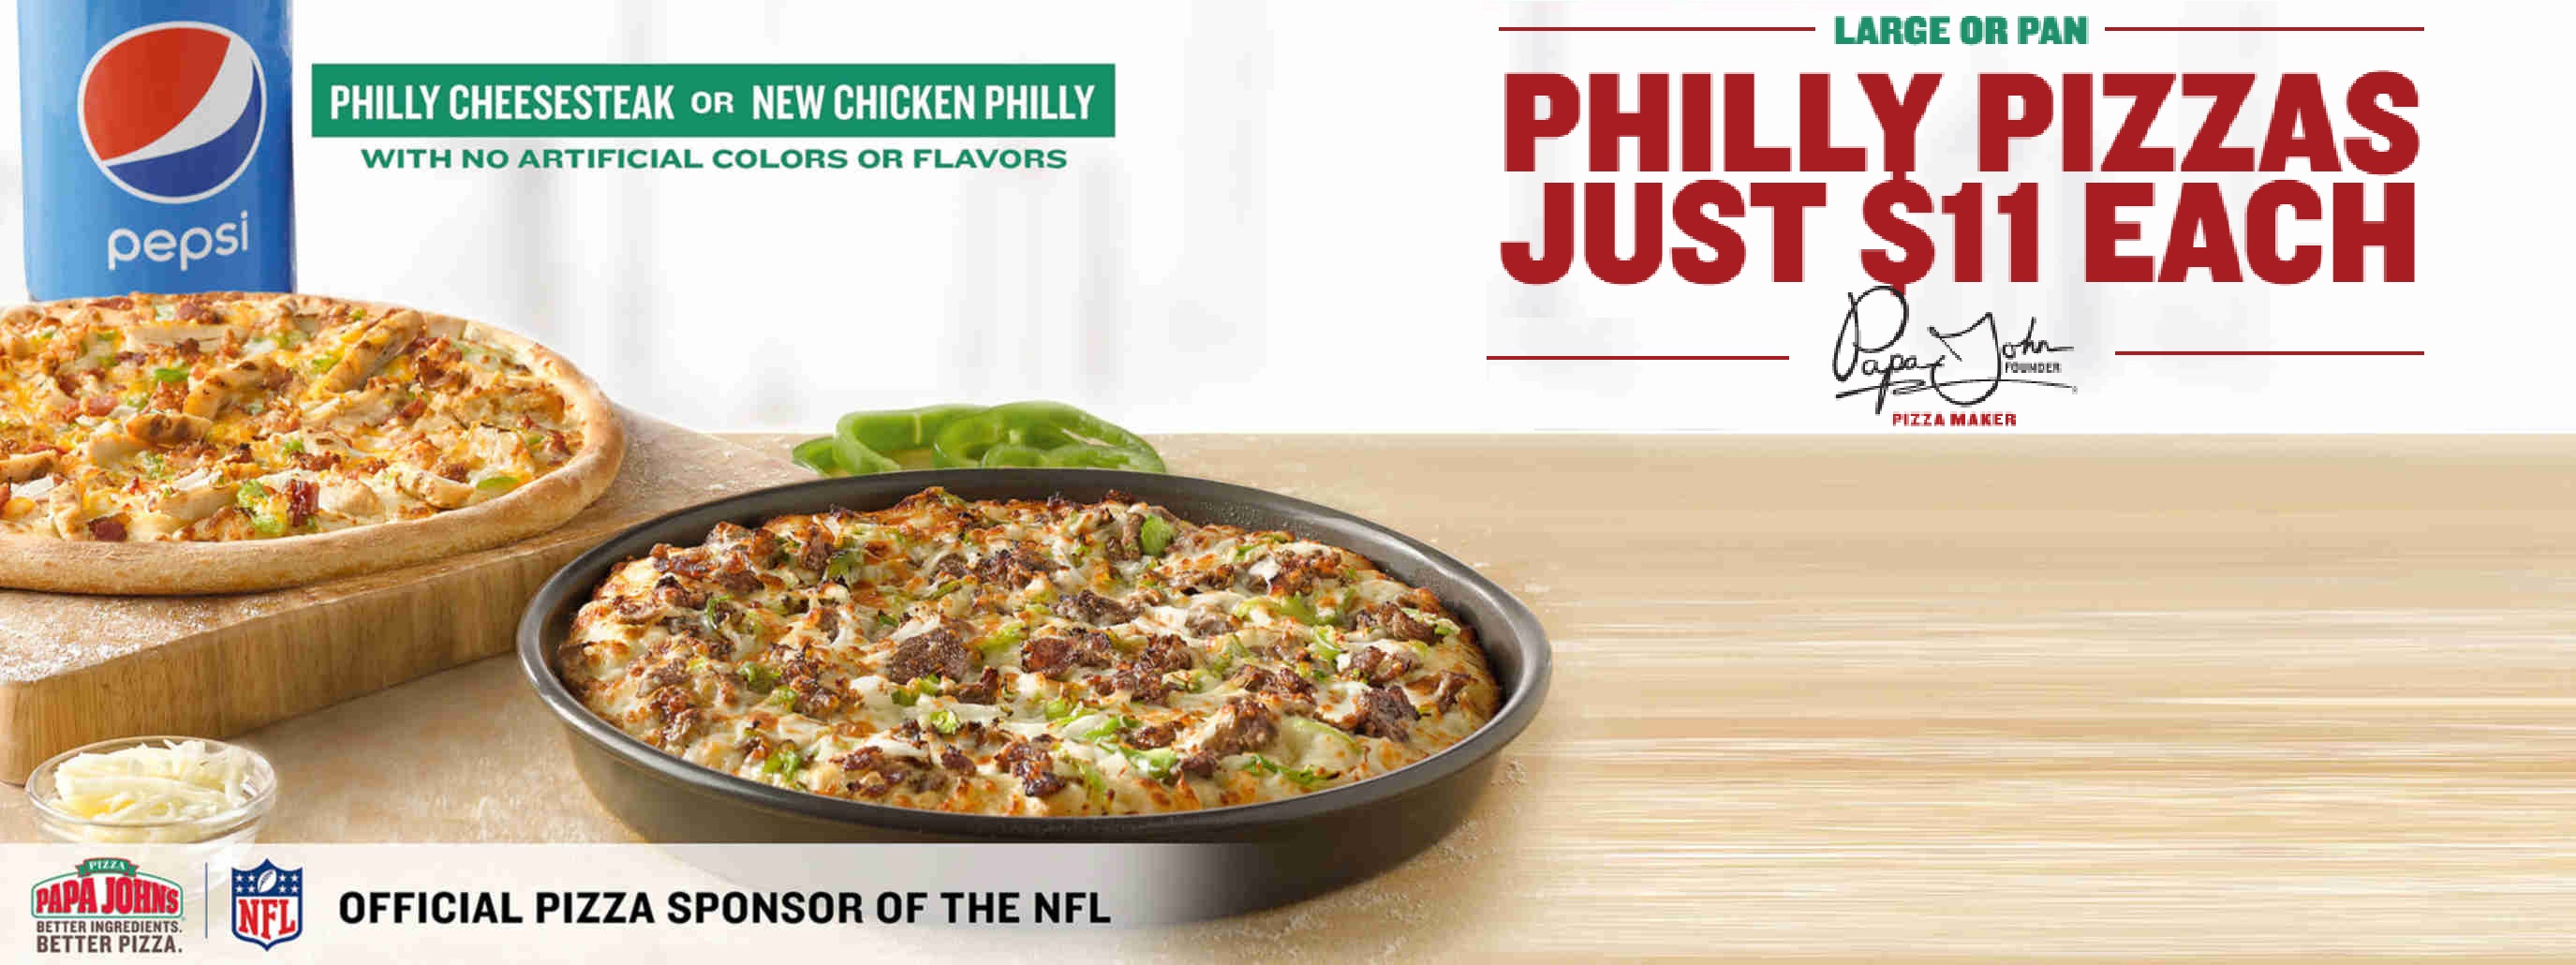 pepsi
PHILLY CHEESESTEAK OR NEW CHICKEN PHILLY
WITH NO ARTIFICIAL COLORS OR FLAVORS
LARGE OR PAN
PHILLY PIZZAS
JUST $11 EACH
Papa John
FOUNDER
PIZZA MAKER
PIZZA
PAPA JOHNS
BETTER INGREDIENTS.
BETTER PIZZA.
NFL
OFFICIAL PIZZA SPONSOR OF THE NFL